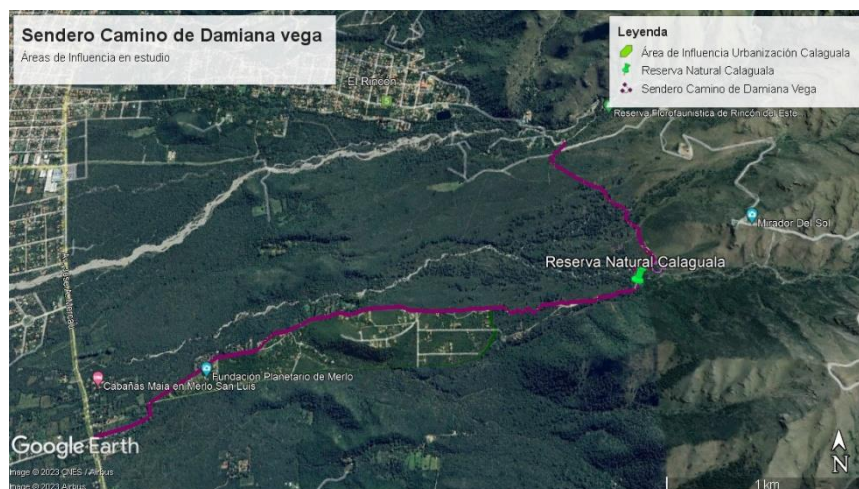 Sendero Camino de Damiana vega
Áreas de Influencia en estudio
Leyenda
Área de Influencia Urbanización Calaguala
Reserva Natural Calaguala
Sendero Camino de Damiana Vega
El Rincón
Reserva Florofaunistica de Rincón del Este
Mirador Del Sol
Reserva Natural Calaguala
Fundación Planetario de Merlo
Cabañas Maia en Merlo San Luis
Google Earth
Image © 2023 CNES / Airbus
Image © 2023 Airbus
1 km
N